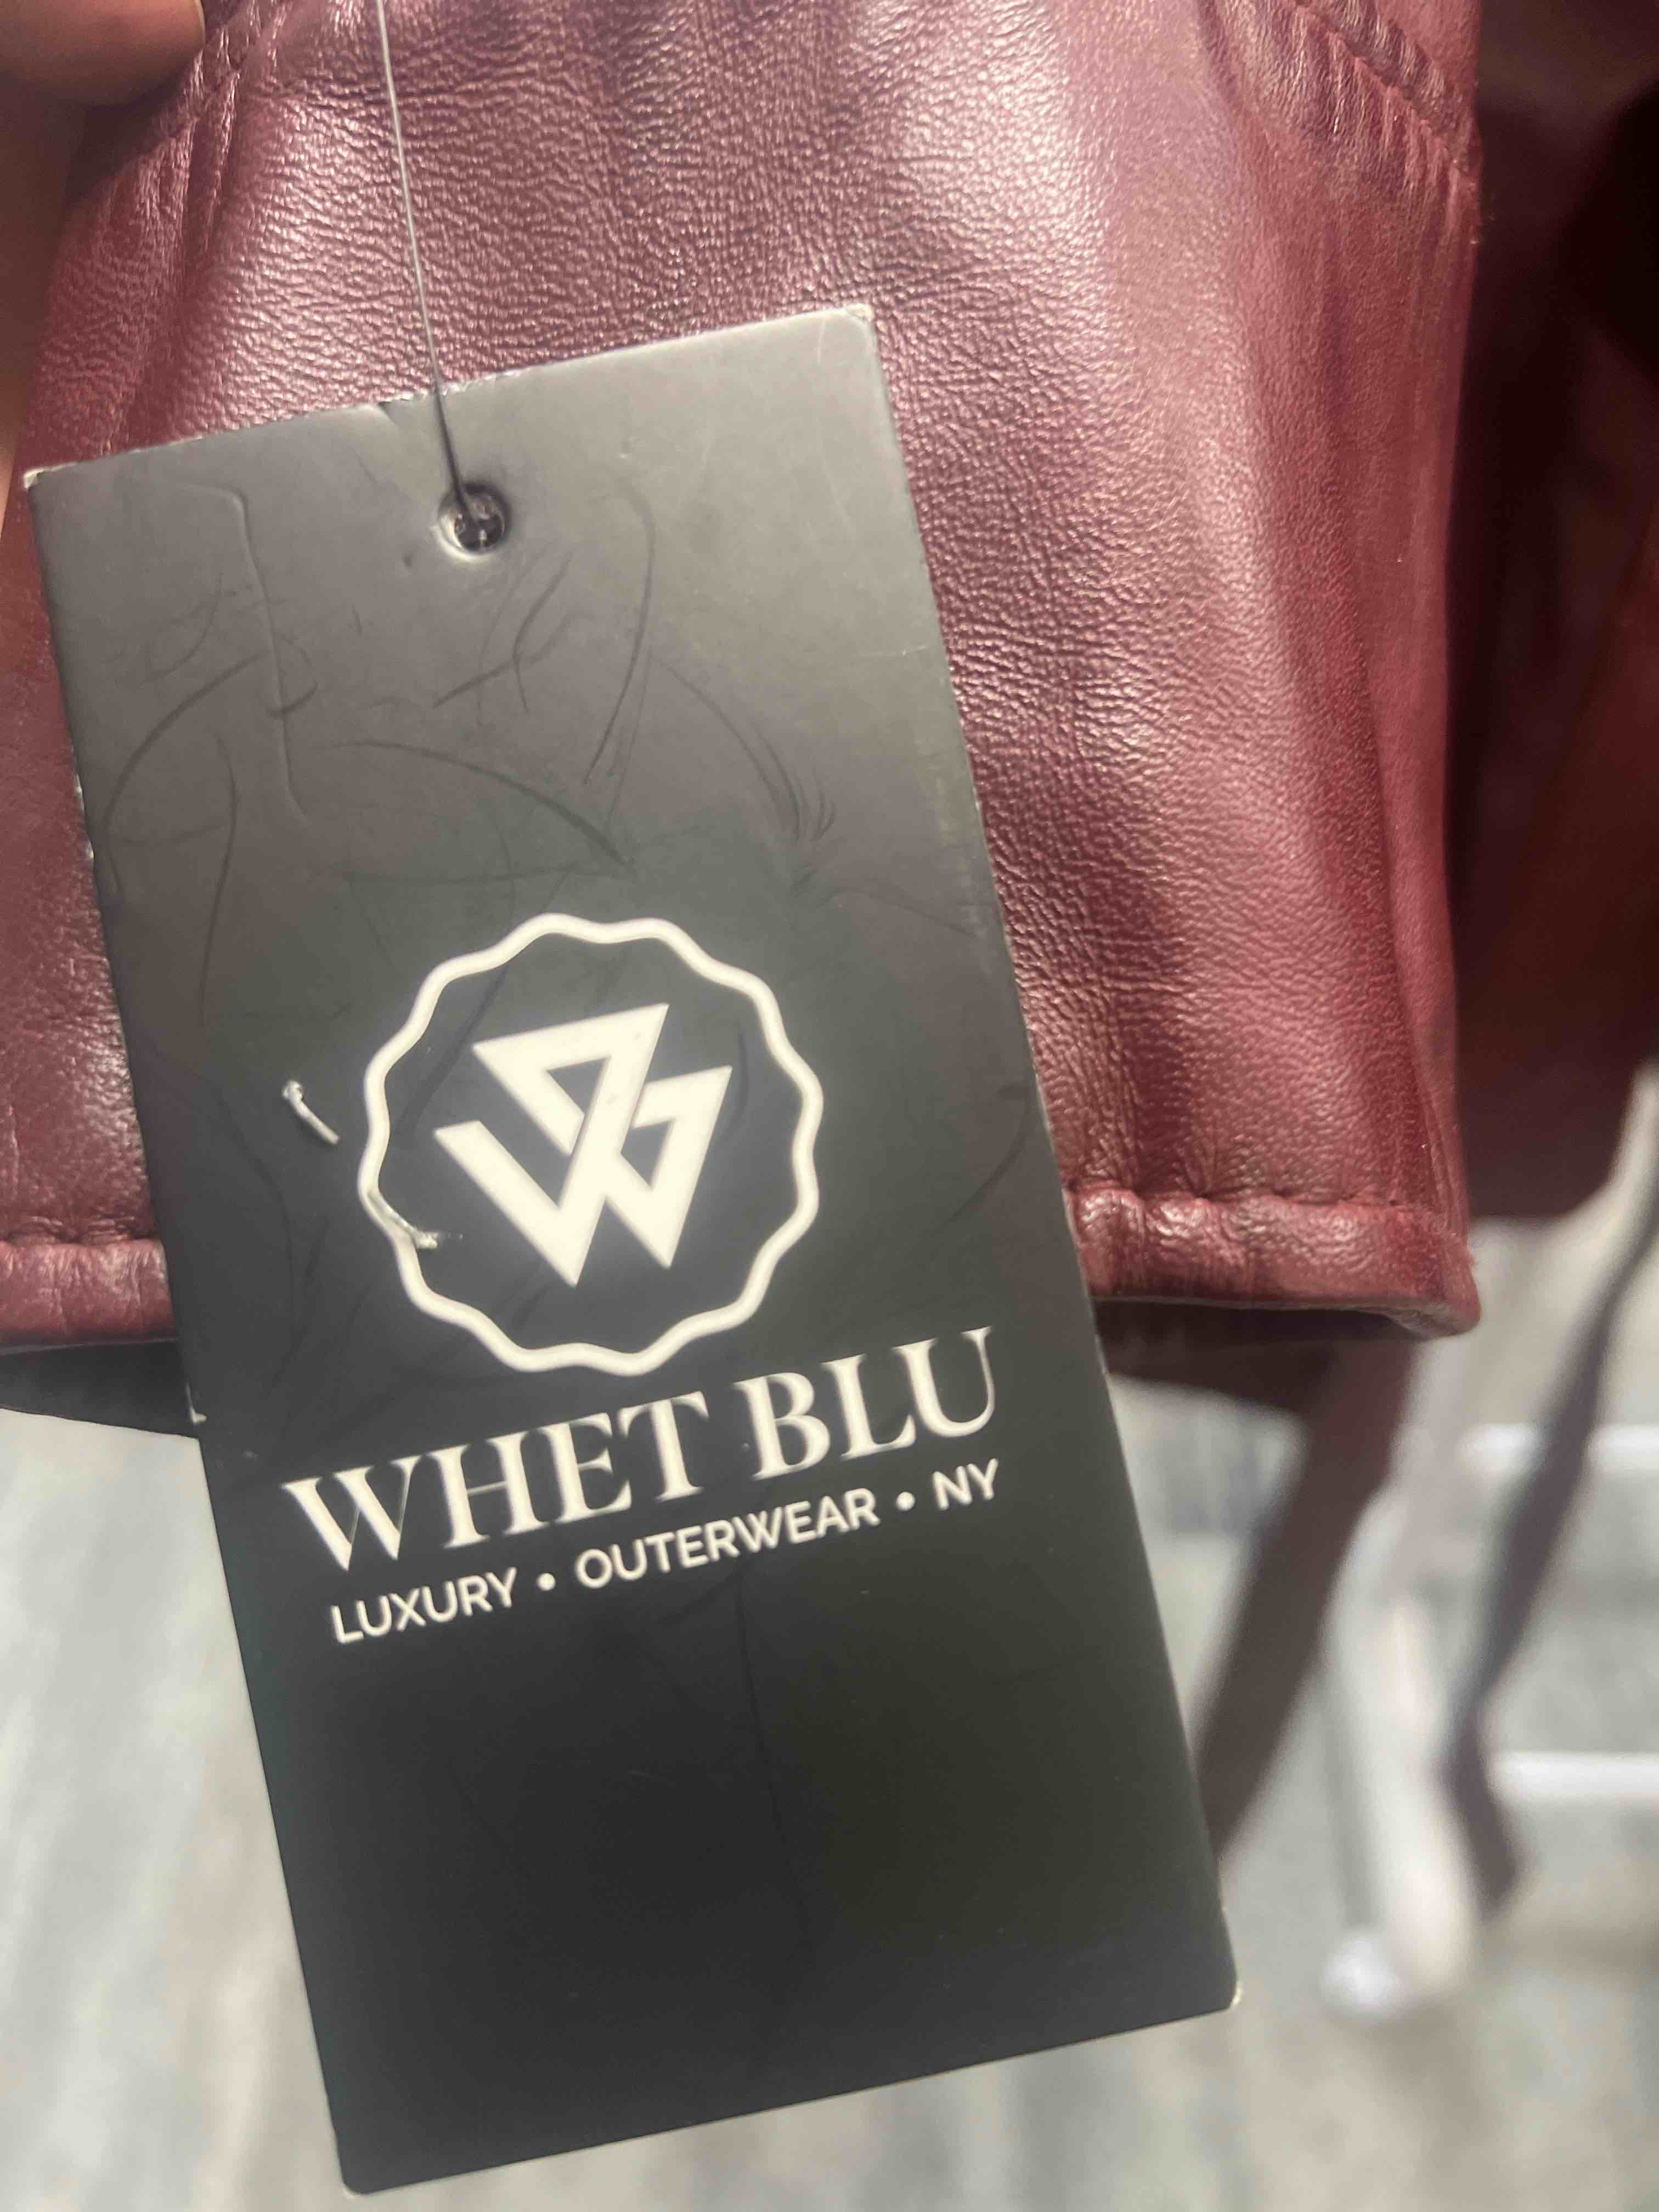 WHET BLU
LUXURY • OUTERWEAR • NY